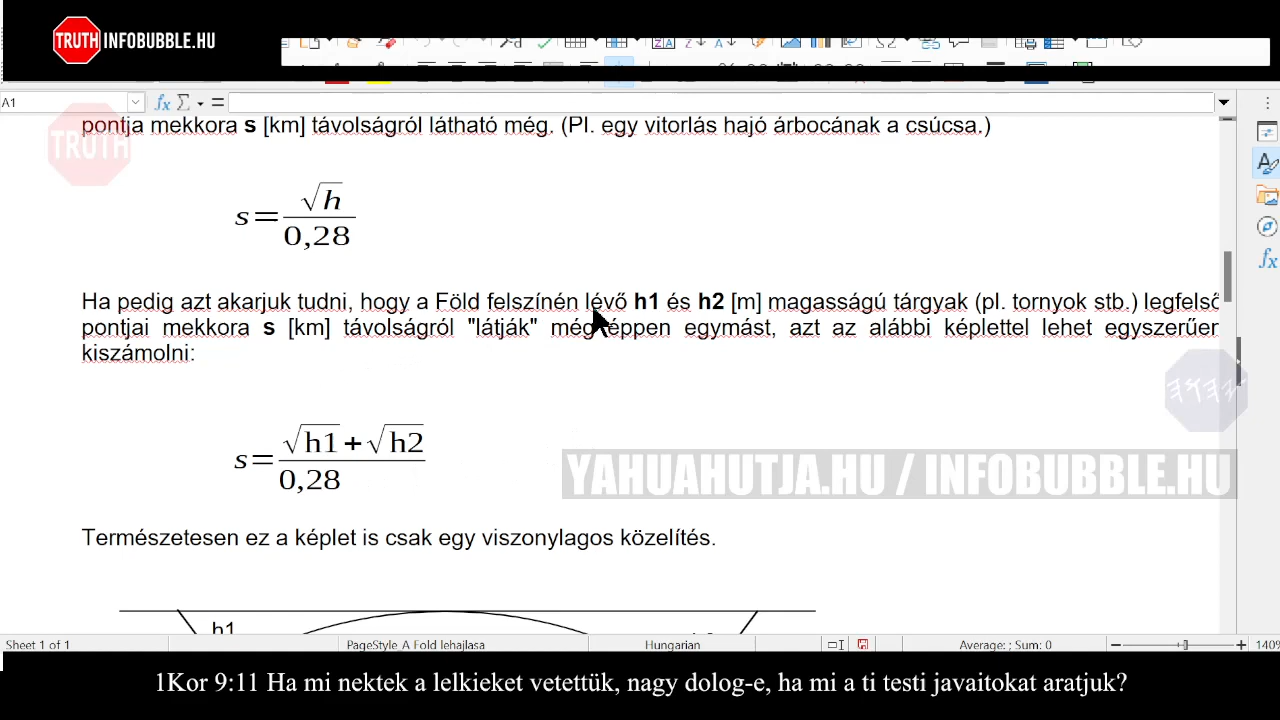 TRUTH INFOBUBBLE.HU
A1
TRUTH
pontja mekkora s [km] távolságról látható még. (Pl. egy vitorlás hajó árbocának a csúcsa.)
s = √h / 0,28
Ha pedig azt akarjuk tudni, hogy a Föld felszínén lévő h1 és h2 [m] magasságú tárgyak (pl. tornyok stb.) legfelső
pontjai mekkora s [km] távolságról "látják" még éppen egymást, azt az alábbi képlettel lehet egyszerűen
kiszámolni:
s = √h1 + √h2 / 0,28
YAHUAHUTJA.HU / INFOBUBBLE.HU
Természetesen ez a képlet is csak egy viszonylagos közelítés.
h1
Sheet 1 of 1 PageStyle_A Fold lehajlasa Hungarian Average: ; Sum: 0 140%
1Kor 9:11 Ha mi nektek a lelkieket vetettük, nagy dolog-e, ha mi a ti testi javaitokat aratjuk?